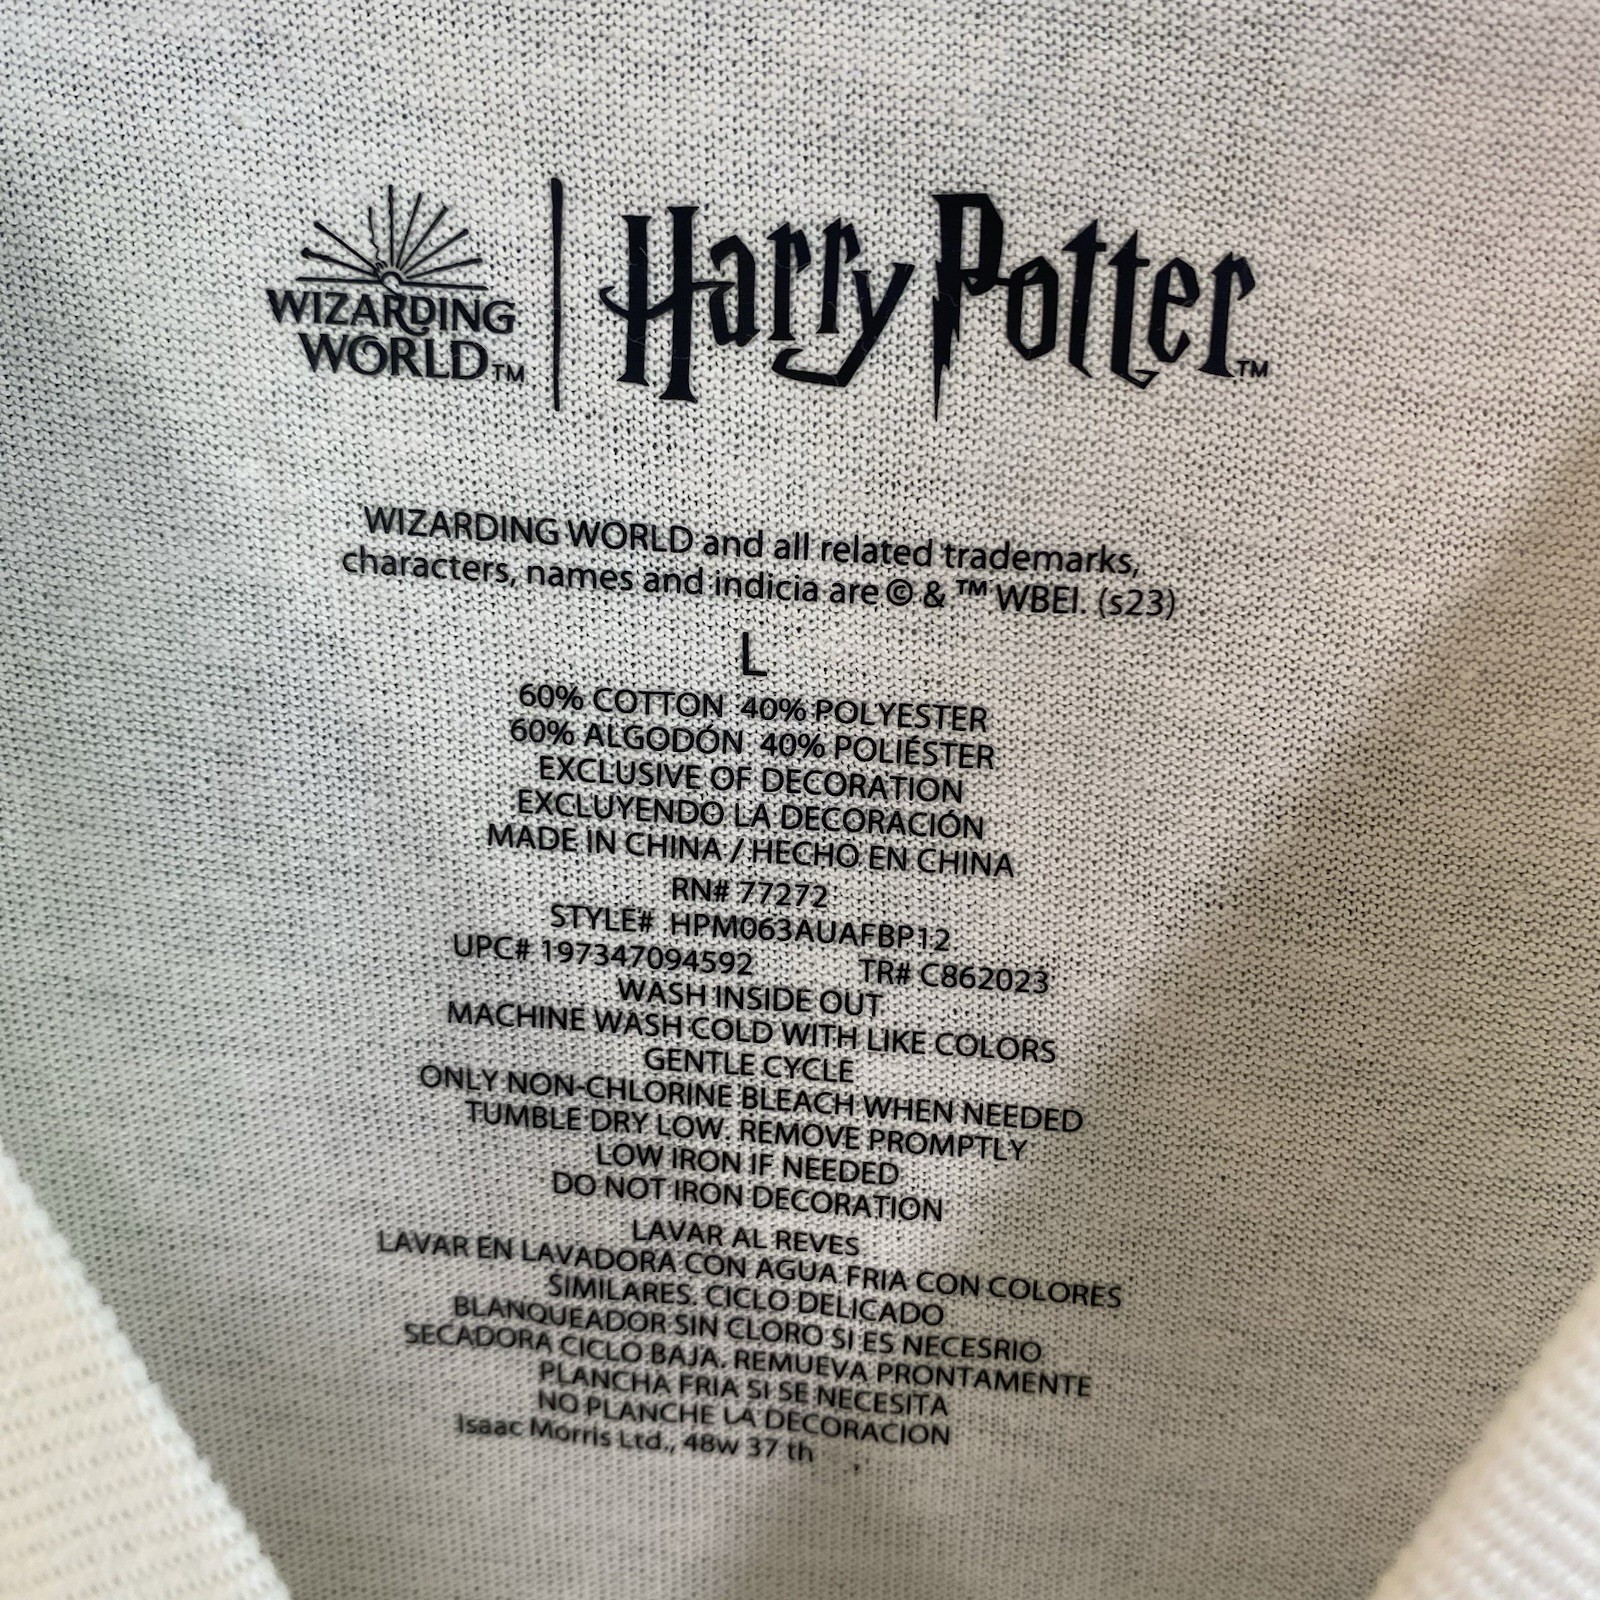 WIZARDING
WORLD™
Harry Potter™
WIZARDING WORLD and all related trademarks,
characters, names and indicia are © & ™ WBEI. (s23)
L
60% COTTON 40% POLYESTER
60% ALGODÓN 40% POLIÉSTER
EXCLUSIVE OF DECORATION
EXCLUYENDO LA DECORACIÓN
MADE IN CHINA / HECHO EN CHINA
RN# 77272
STYLE# HPM063AUAFBP12
UPC# 197347094592 TR# C862023
WASH INSIDE OUT
MACHINE WASH COLD WITH LIKE COLORS
GENTLE CYCLE
ONLY NON-CHLORINE BLEACH WHEN NEEDED
TUMBLE DRY LOW. REMOVE PROMPTLY
LOW IRON IF NEEDED
DO NOT IRON DECORATION
LAVAR AL REVES
LAVAR EN LAVADORA CON AGUA FRIA CON COLORES
SIMILARES. CICLO DELICADO
BLANQUEADOR SIN CLORO SI ES NECESRIO
SECADORA CICLO BAJA. REMUEVA PRONTAMENTE
PLANCHA FRIA SI SE NECESITA
NO PLANCHE LA DECORACION
Isaac Morris Ltd., 48w 37 th